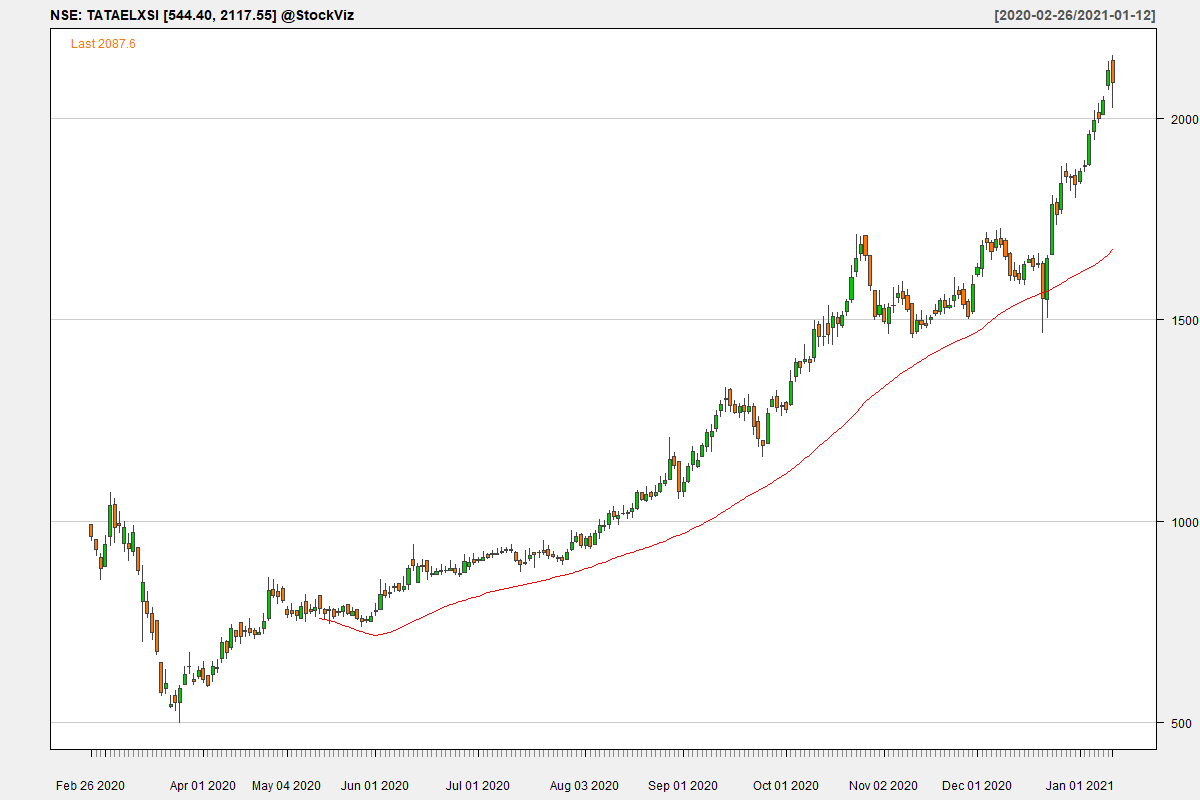 NSE: TATAELXSI [544.40, 2117.55] @StockViz [2020-02-26/2021-01-12]
Last 2087.6
2000
1500
1000
500
Feb 26 2020 Apr 01 2020 May 04 2020 Jun 01 2020 Jul 01 2020 Aug 03 2020 Sep 01 2020 Oct 01 2020 Nov 02 2020 Dec 01 2020 Jan 01 2021